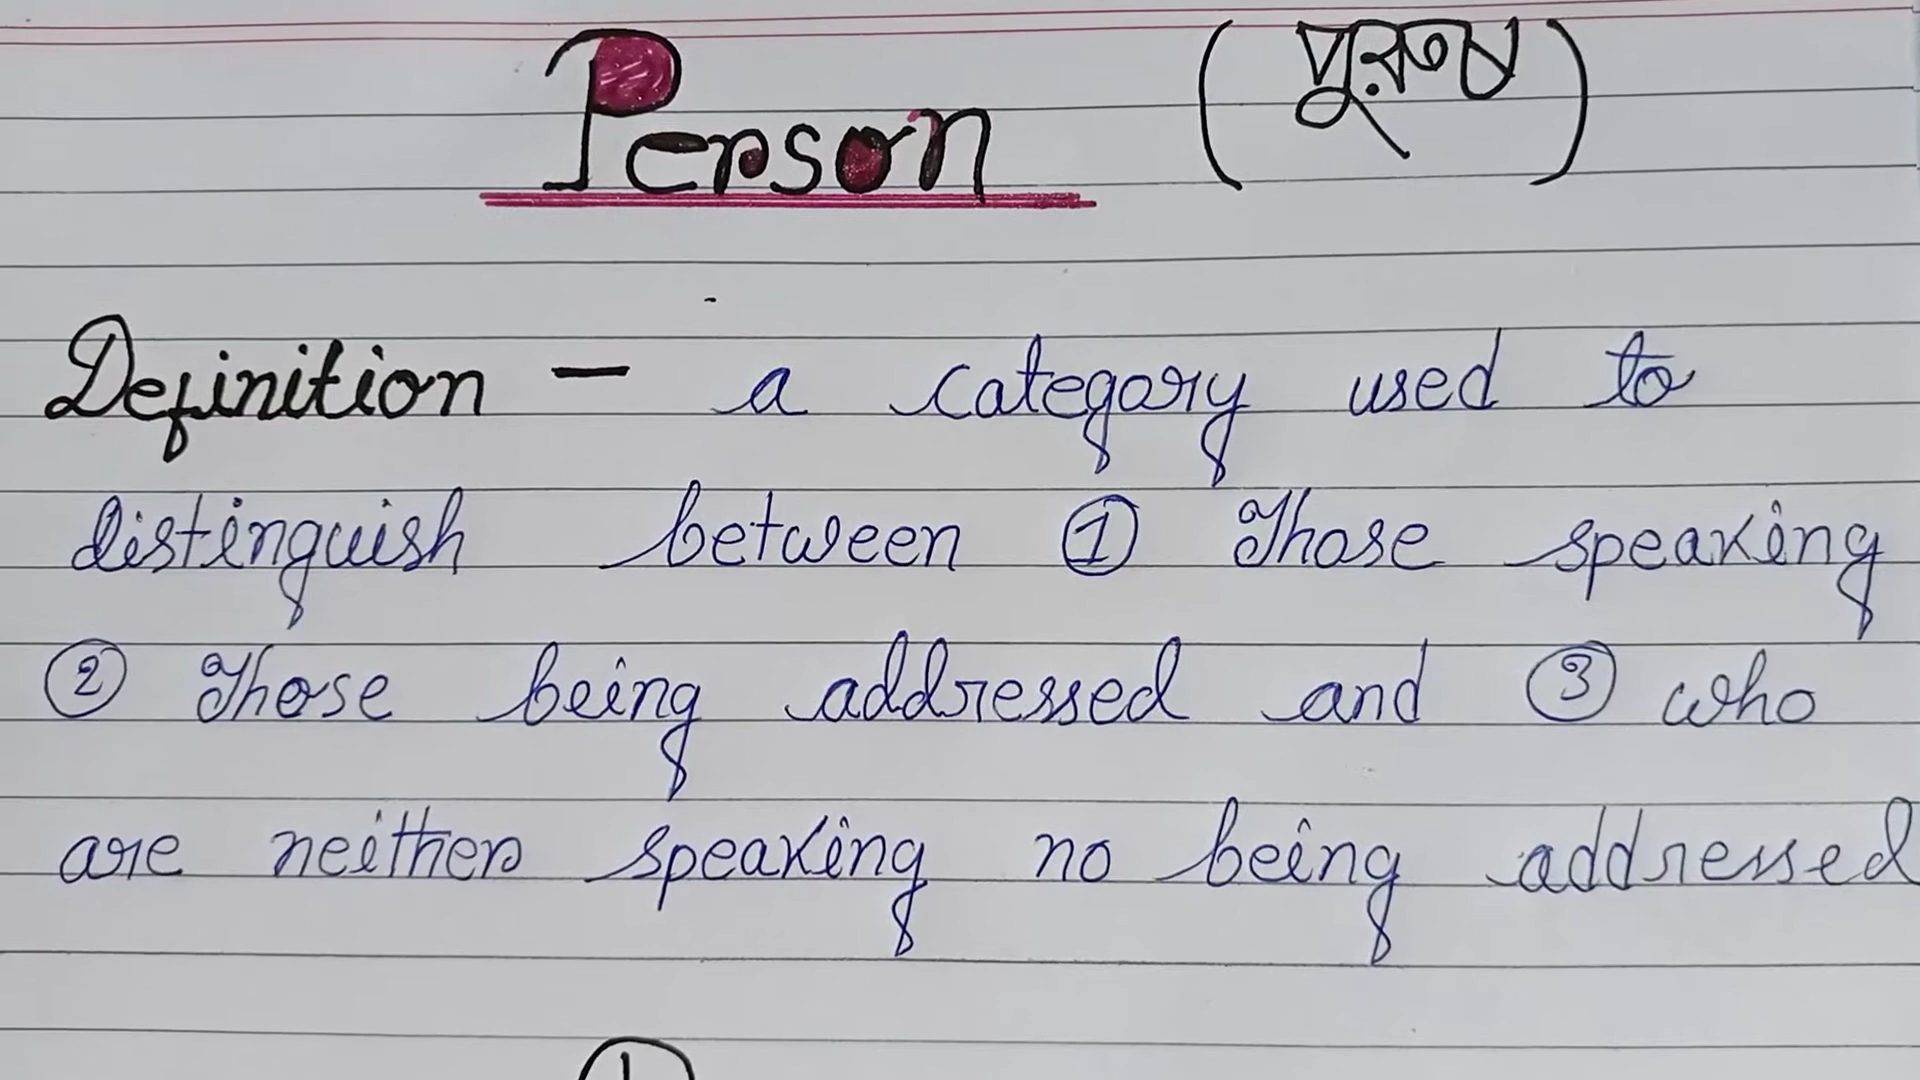 Person (পুরুষ)
Definition — a category used to
distinguish between ① Those speaking
② Those being addressed and ③ who
are neither speaking no being addressed